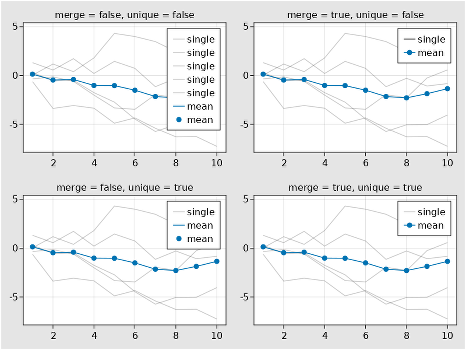 merge = false, unique = false
5
0
-5
single
single
single
single
single
mean
mean
2 4 6 8 10
merge = true, unique = false
5
0
-5
single
mean
2 4 6 8 10
merge = false, unique = true
5
0
-5
single
mean
mean
2 4 6 8 10
merge = true, unique = true
5
0
-5
single
mean
2 4 6 8 10